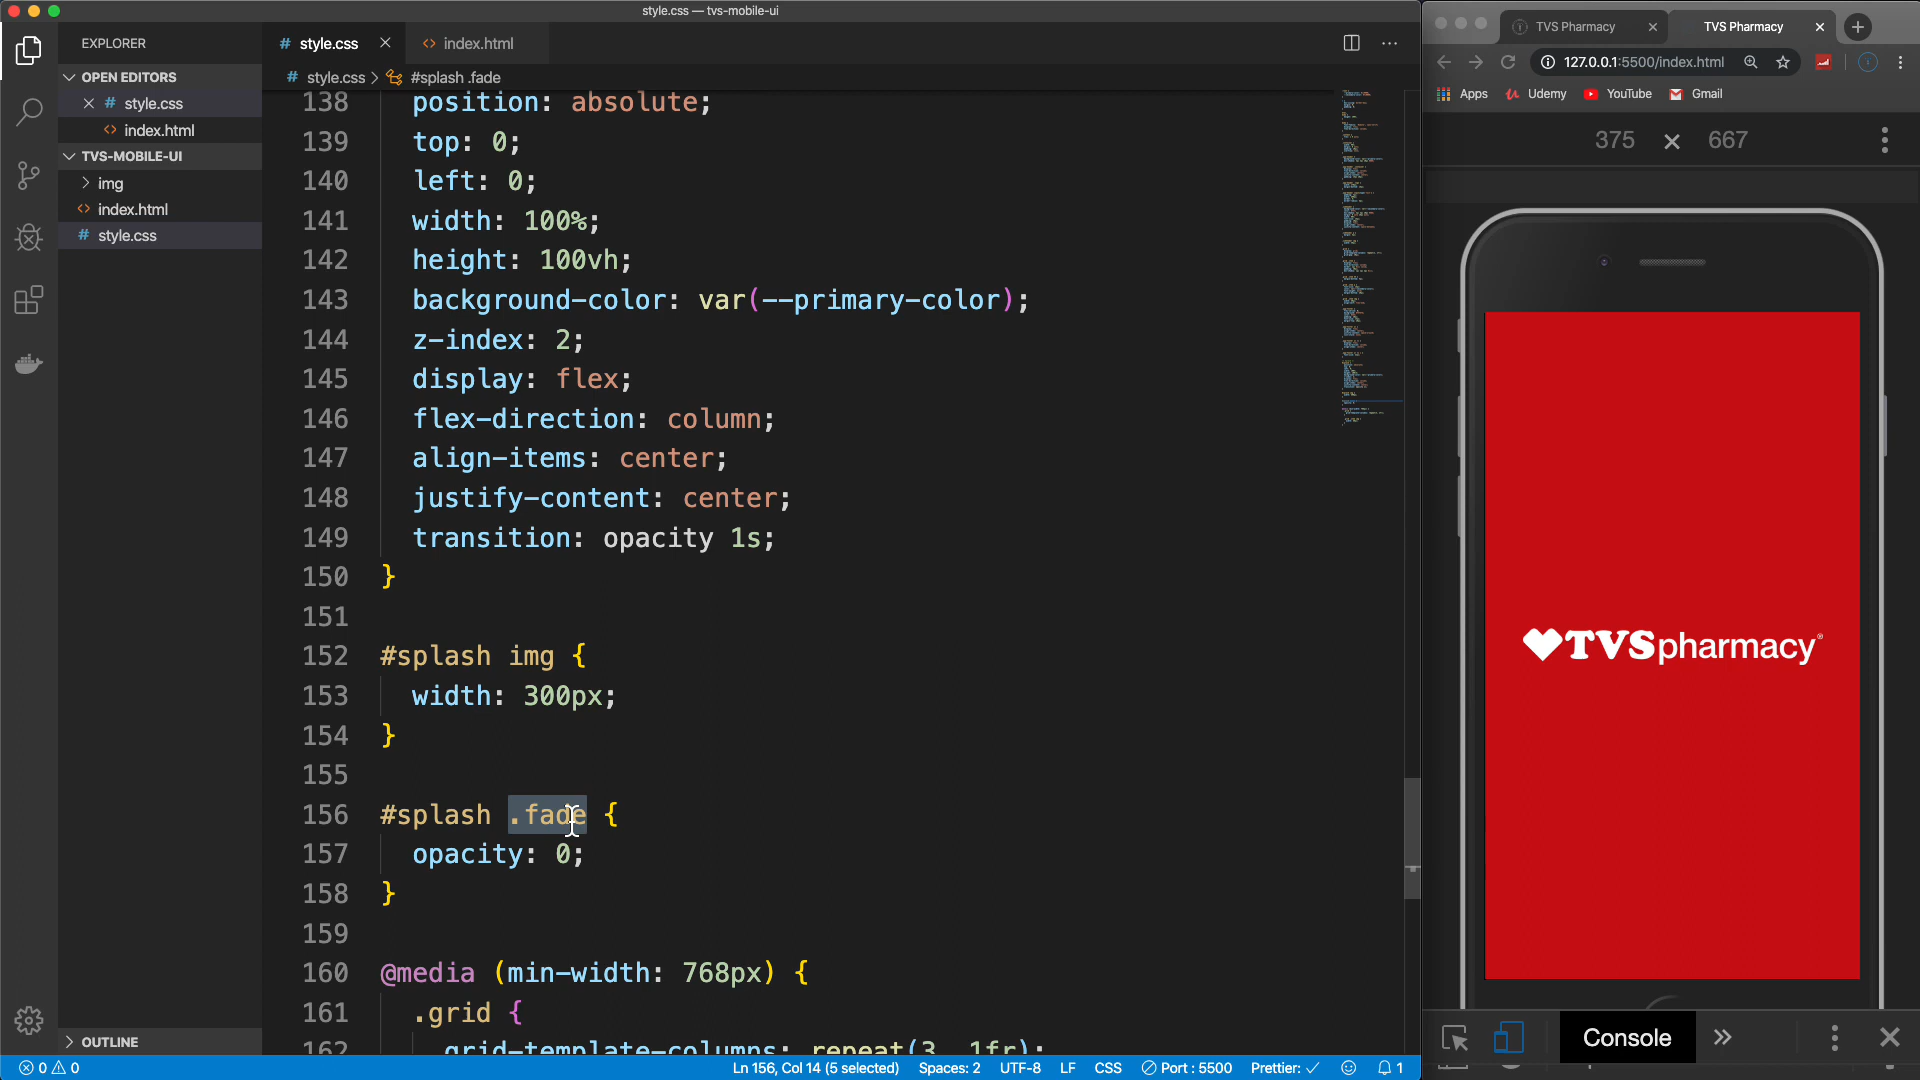 style.css — tvs-mobile-ui
EXPLORER
OPEN EDITORS
style.css
index.html
TVS-MOBILE-UI
img
index.html
style.css
OUTLINE
# style.css
<> index.html
# style.css > #splash .fade
138 position: absolute;
139 top: 0;
140 left: 0;
141 width: 100%;
142 height: 100vh;
143 background-color: var(--primary-color);
144 z-index: 2;
145 display: flex;
146 flex-direction: column;
147 align-items: center;
148 justify-content: center;
149 transition: opacity 1s;
150 }
151
152 #splash img {
153 width: 300px;
154 }
155
156 #splash .fade {
157 opacity: 0;
158 }
159
160 @media (min-width: 768px) {
161 .grid {
162 grid-template-columns: repeat(3, 1fr);
0 0
Ln 156, Col 14 (5 selected) Spaces: 2 UTF-8 LF CSS Port : 5500 Prettier: ✓ 1
TVS Pharmacy
TVS Pharmacy
127.0.0.1:5500/index.html
Apps Udemy YouTube Gmail
375 × 667
TVSpharmacy®
Console